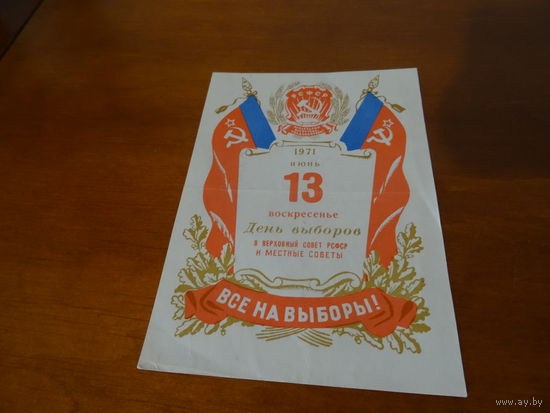 РСФСР
1971
июнь
13
воскресенье
День выборов
В ВЕРХОВНЫЙ СОВЕТ РСФСР
И МЕСТНЫЕ СОВЕТЫ
ВСЕ НА ВЫБОРЫ!
www.ay.by